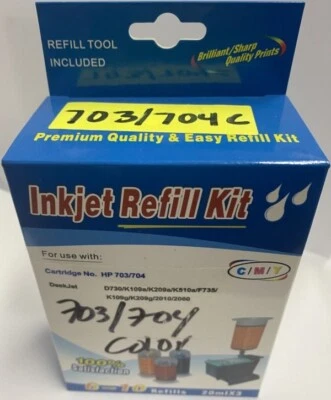 REFILL TOOL
INCLUDED
Brilliant/Sharp
Quality Prints
703/704 C
Premium Quality & Easy Refill Kit
Inkjet Refill Kit
For use with:
Cartridge No. HP 703/704
C/M/Y
DeskJet
D730/K109a/K209a/K510a/F735/
K109g/K209g/2010/2060
703/704
COLOR
100%
Satisfaction
Refills
20mlX3